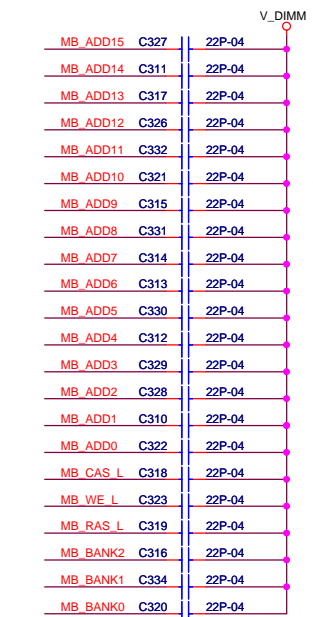 V_DIMM
MB_ADD15 C327 22P-04
MB_ADD14 C311 22P-04
MB_ADD13 C317 22P-04
MB_ADD12 C326 22P-04
MB_ADD11 C332 22P-04
MB_ADD10 C321 22P-04
MB_ADD9 C315 22P-04
MB_ADD8 C331 22P-04
MB_ADD7 C314 22P-04
MB_ADD6 C313 22P-04
MB_ADD5 C330 22P-04
MB_ADD4 C312 22P-04
MB_ADD3 C329 22P-04
MB_ADD2 C328 22P-04
MB_ADD1 C310 22P-04
MB_ADD0 C322 22P-04
MB_CAS_L C318 22P-04
MB_WE_L C323 22P-04
MB_RAS_L C319 22P-04
MB_BANK2 C316 22P-04
MB_BANK1 C334 22P-04
MB_BANK0 C320 22P-04